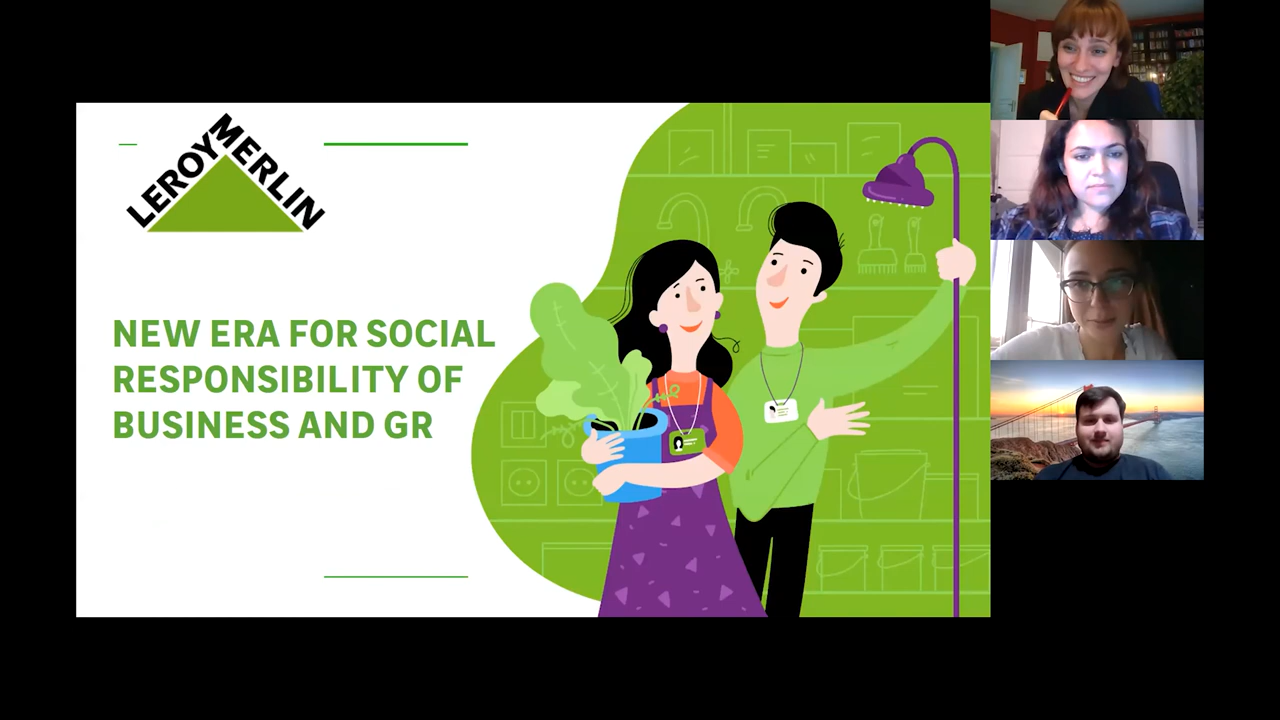 LEROY MERLIN
NEW ERA FOR SOCIAL
RESPONSIBILITY OF
BUSINESS AND GR